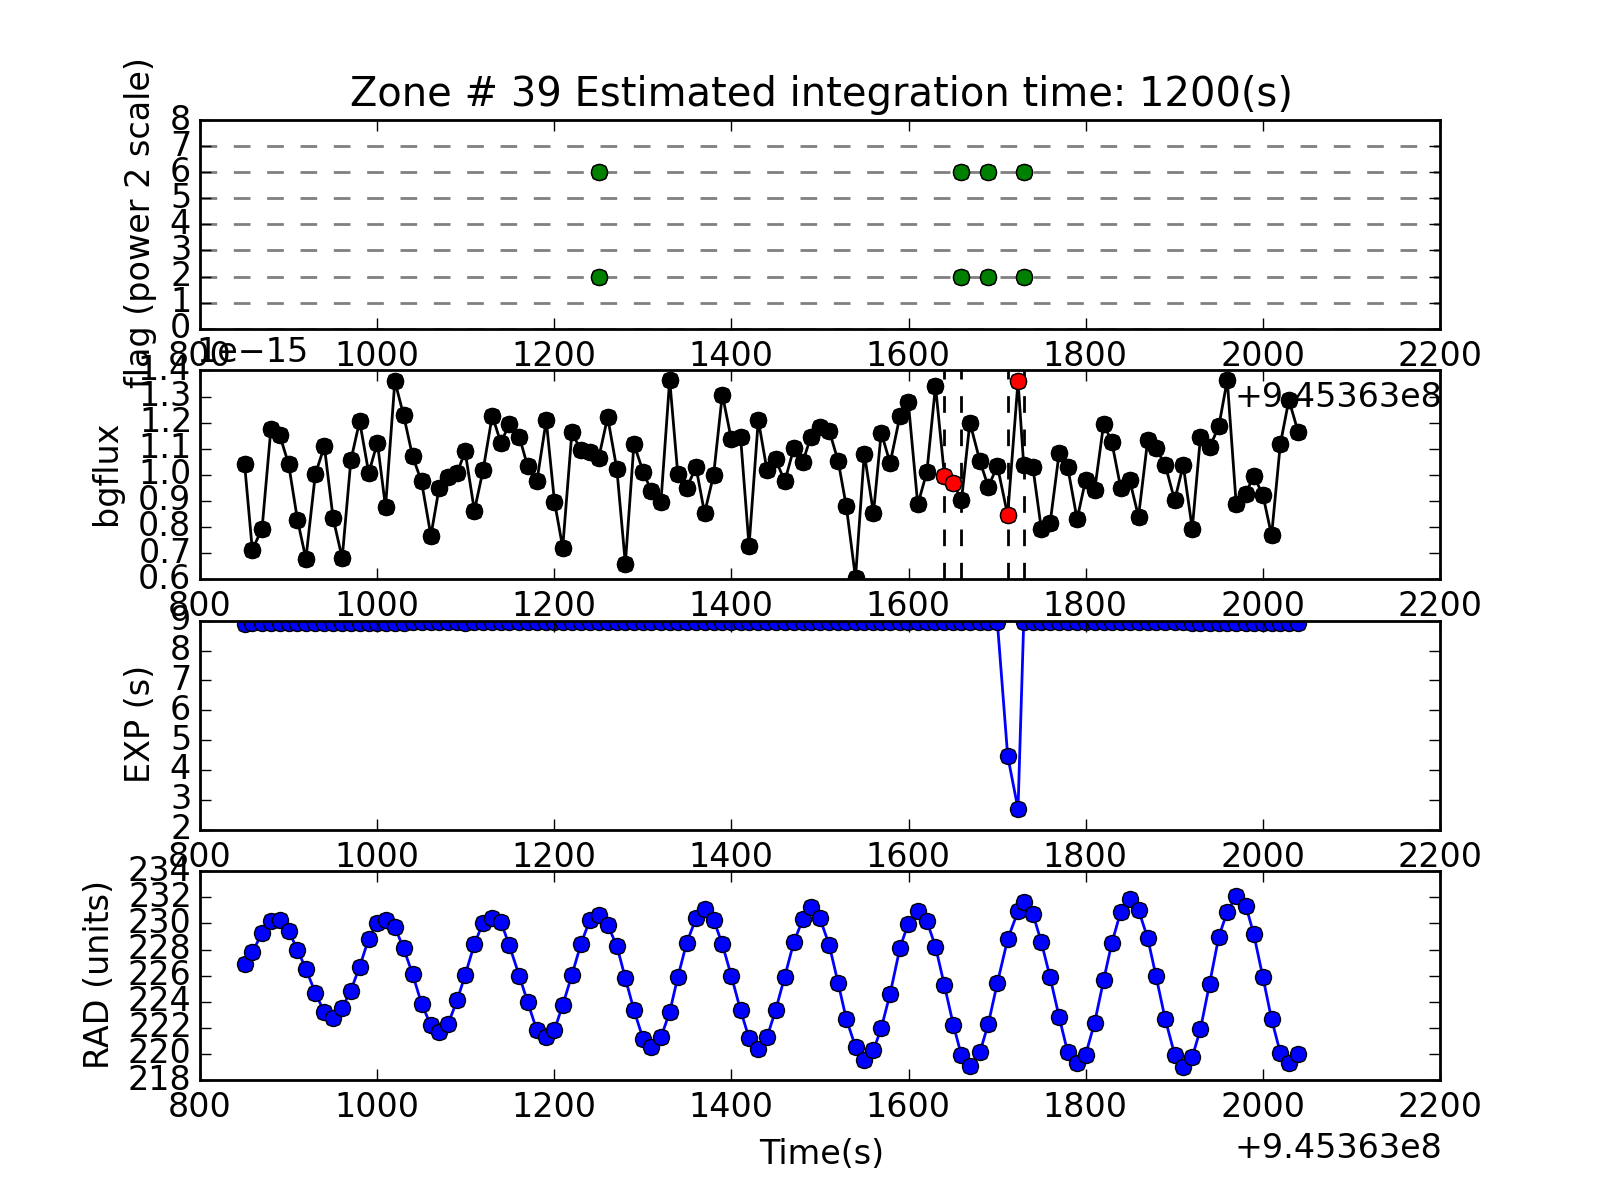 Zone # 39 Estimated integration time: 1200(s)
flag (power 2 scale)
8
7
6
5
4
3
2
1
0
800 1000 1200 1400 1600 1800 2000 2200
1e−15
+9.45363e8
bgflux
1.4
1.3
1.2
1.1
1.0
0.9
0.8
0.7
0.6
800 1000 1200 1400 1600 1800 2000 2200
EXP (s)
9
8
7
6
5
4
3
2
800 1000 1200 1400 1600 1800 2000 2200
RAD (units)
234
232
230
228
226
224
222
220
218
800 1000 1200 1400 1600 1800 2000 2200
Time(s)
+9.45363e8